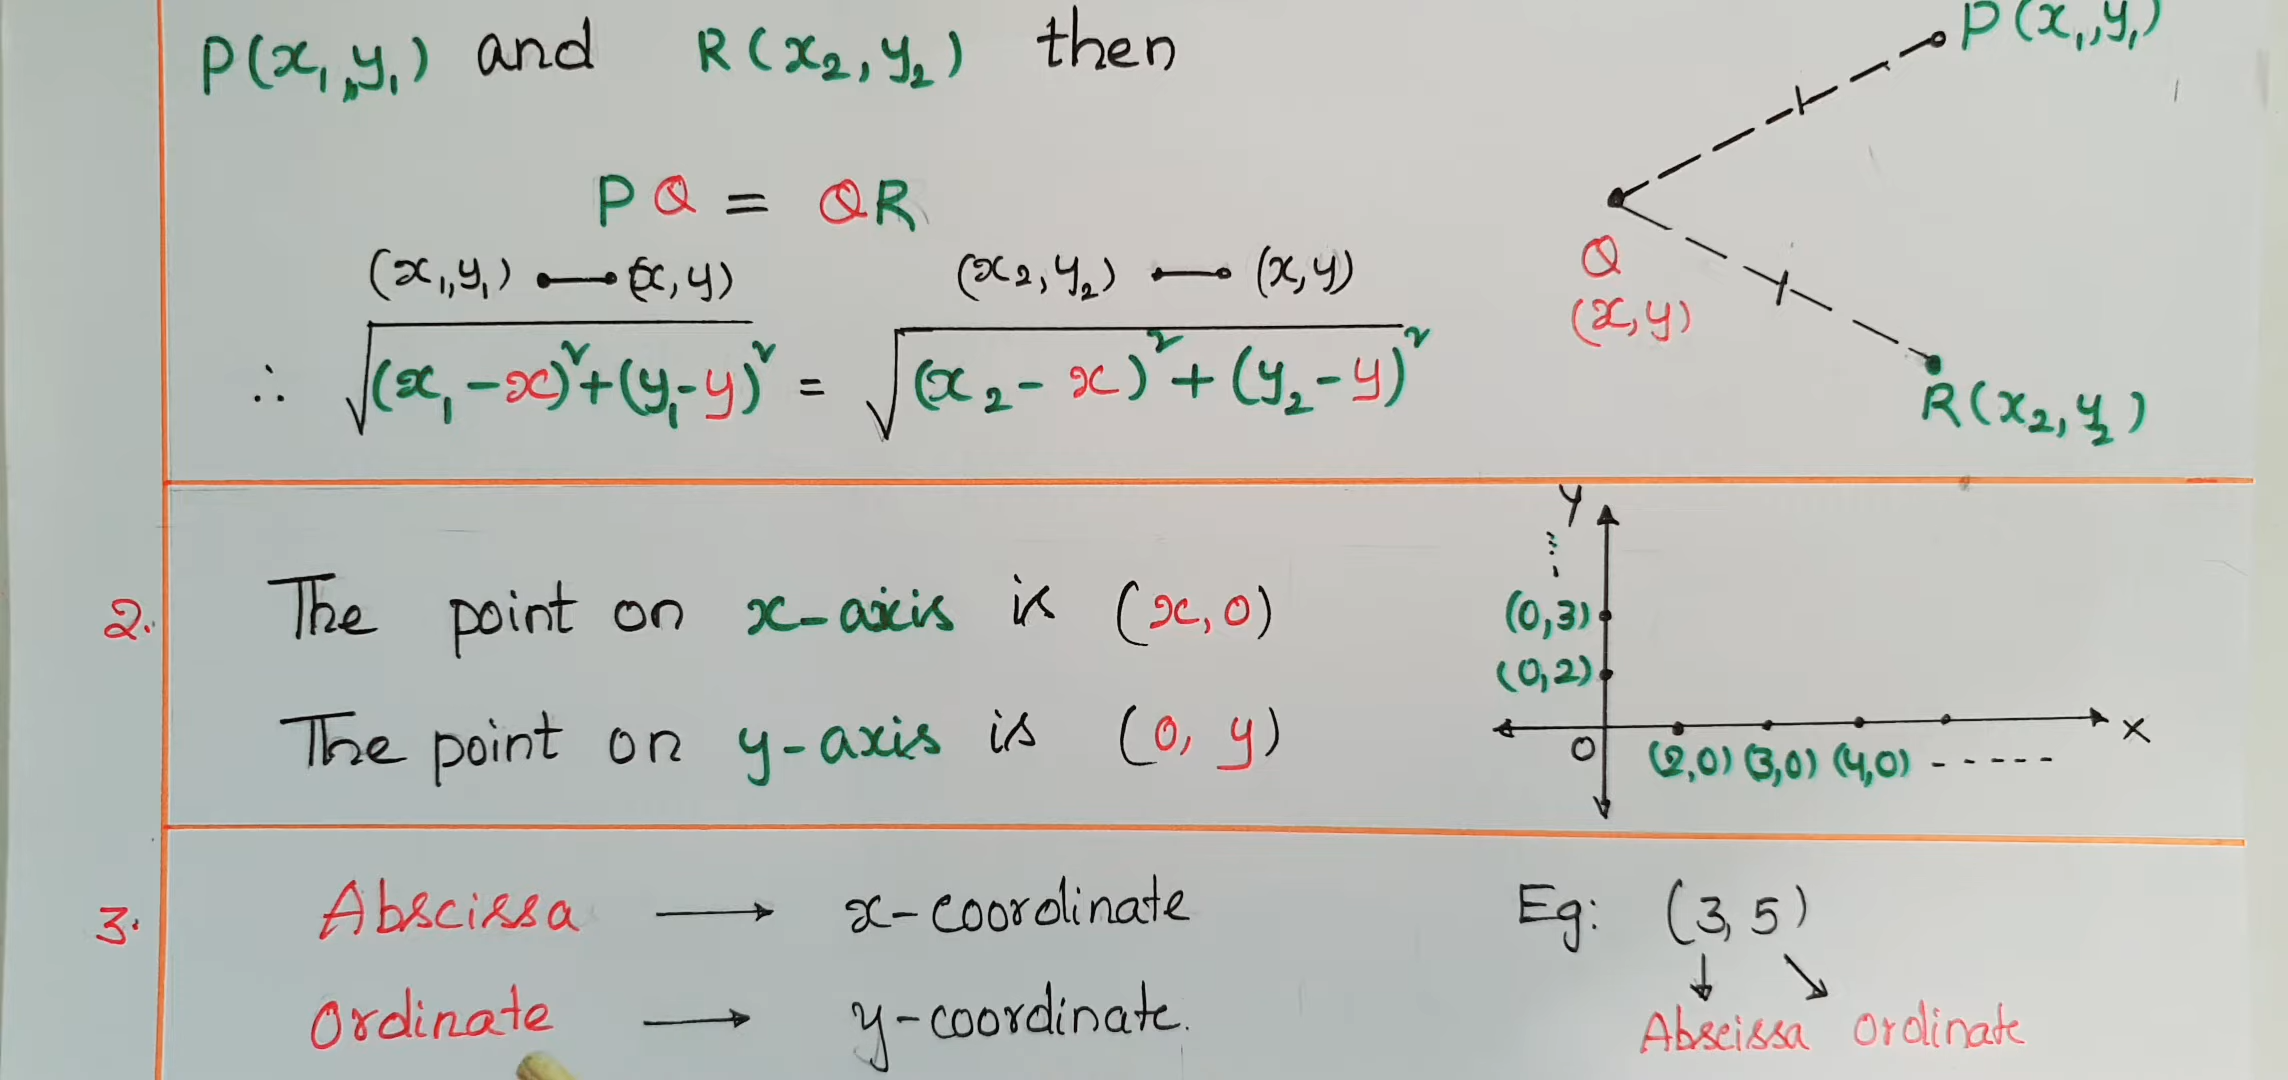 P(x₁,y₁) and R(x₂,y₂) then
P(x₁,y₁)
PQ = QR
(x₁,y₁) •—• (x,y) (x₂,y₂) •—• (x,y)
Q
(x,y)
∴ √((x₁-x)²+(y₁-y)²) = √((x₂-x)²+(y₂-y)²)
R(x₂,y₂)
2. The point on x-axis is (x,0)
The point on y-axis is (0,y)
Y
(0,3)
(0,2)
O
X
(2,0) (3,0) (4,0) -----
3. Abscissa → x-coordinate
Ordinate → y-coordinate.
Eg: (3,5)
Abscissa Ordinate